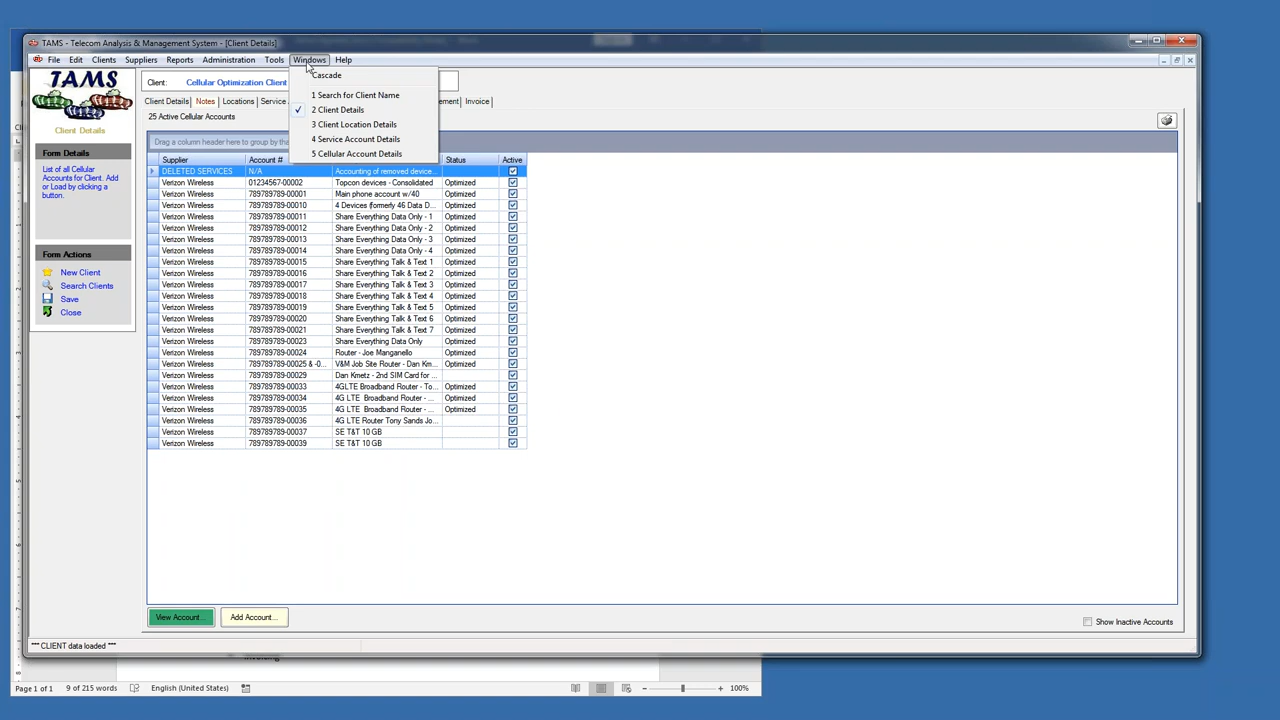 TAMS - Telecom Analysis & Management System - [Client Details]
File Edit Clients Suppliers Reports Administration Tools Windows Help
Cascade
1 Search for Client Name
2 Client Details
3 Client Location Details
4 Service Account Details
5 Cellular Account Details
TAMS
Client Details
Form Details
List of all Cellular
Accounts for Client. Add
or Load by clicking a
button.
Form Actions
New Client
Search Clients
Save
Close
Client: Cellular Optimization Client
Client Details Notes Locations Service Invoice
25 Active Cellular Accounts
Drag a column header here to group by
Supplier Account # Status Active
DELETED SERVICES N/A Accounting of removed device...
Verizon Wireless 01234567-00002 Topcon devices - Consolidated Optimized
Verizon Wireless 789789789-00001 Main phone account w/40 Optimized
Verizon Wireless 789789789-00010 4 Devices (formerly 46 Data D... Optimized
Verizon Wireless 789789789-00011 Share Everything Data Only - 1 Optimized
Verizon Wireless 789789789-00012 Share Everything Data Only - 2 Optimized
Verizon Wireless 789789789-00013 Share Everything Data Only - 3 Optimized
Verizon Wireless 789789789-00014 Share Everything Data Only - 4 Optimized
Verizon Wireless 789789789-00015 Share Everything Talk & Text 1 Optimized
Verizon Wireless 789789789-00016 Share Everything Talk & Text 2 Optimized
Verizon Wireless 789789789-00017 Share Everything Talk & Text 3 Optimized
Verizon Wireless 789789789-00018 Share Everything Talk & Text 4 Optimized
Verizon Wireless 789789789-00019 Share Everything Talk & Text 5 Optimized
Verizon Wireless 789789789-00020 Share Everything Talk & Text 6 Optimized
Verizon Wireless 789789789-00021 Share Everything Talk & Text 7 Optimized
Verizon Wireless 789789789-00023 Share Everything Data Only Optimized
Verizon Wireless 789789789-00024 Router - Joe Manganello Optimized
Verizon Wireless 789789789-00025 & -0... V&M Job Site Router - Dan Km... Optimized
Verizon Wireless 789789789-00029 Dan Kmetz - 2nd SIM Card for ...
Verizon Wireless 789789789-00033 4GLTE Broadband Router - To... Optimized
Verizon Wireless 789789789-00034 4G LTE Broadband Router - ... Optimized
Verizon Wireless 789789789-00035 4G LTE Broadband Router - ... Optimized
Verizon Wireless 789789789-00036 4G LTE Router Tony Sands Jo...
Verizon Wireless 789789789-00037 SE T&T 10 GB
Verizon Wireless 789789789-00039 SE T&T 10 GB
View Account... Add Account... Show Inactive Accounts
*** CLIENT data loaded ***
Page 1 of 1 9 of 215 words English (United States) 100%